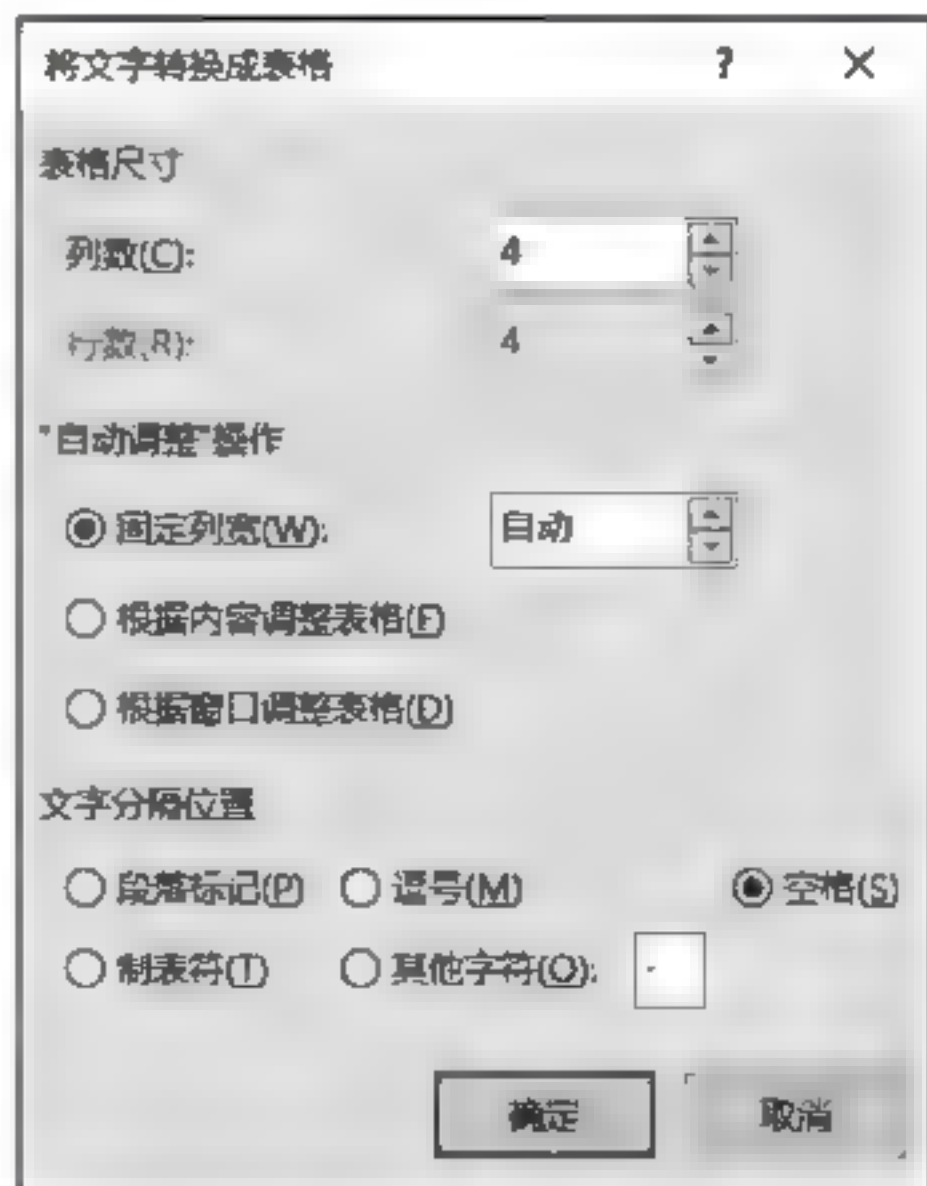 将文字转换成表格 ? ×
表格尺寸
列数(C): 4
行数(R): 4
"自动调整"操作
固定列宽(W): 自动
根据内容调整表格(F)
根据窗口调整表格(D)
文字分隔位置
段落标记(P) 逗号(M) 空格(S)
制表符(T) 其他字符(O): -
确定 取消